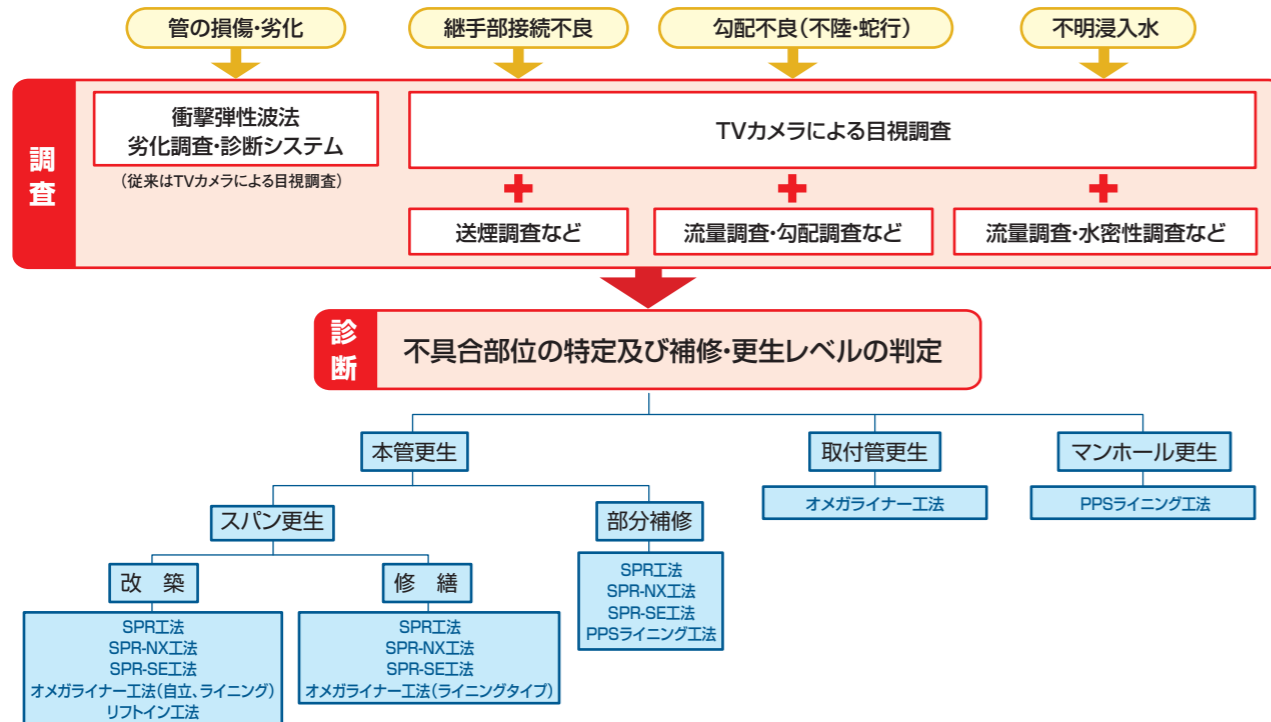 管の損傷・劣化
継手部接続不良
勾配不良(不陸・蛇行)
不明浸入水
調査
衝撃弾性波法
劣化調査・診断システム
(従来はTVカメラによる目視調査)
TVカメラによる目視調査
送煙調査など
流量調査・勾配調査など
流量調査・水密性調査など
診断
不具合部位の特定及び補修・更生レベルの判定
本管更生
取付管更生
マンホール更生
オメガライナー工法
PPSライニング工法
スパン更生
部分補修
改 築
修 繕
SPR工法
SPR-NX工法
SPR-SE工法
オメガライナー工法(自立、ライニング)
リフトイン工法
SPR工法
SPR-NX工法
SPR-SE工法
オメガライナー工法(ライニングタイプ)
SPR工法
SPR-NX工法
SPR-SE工法
PPSライニング工法